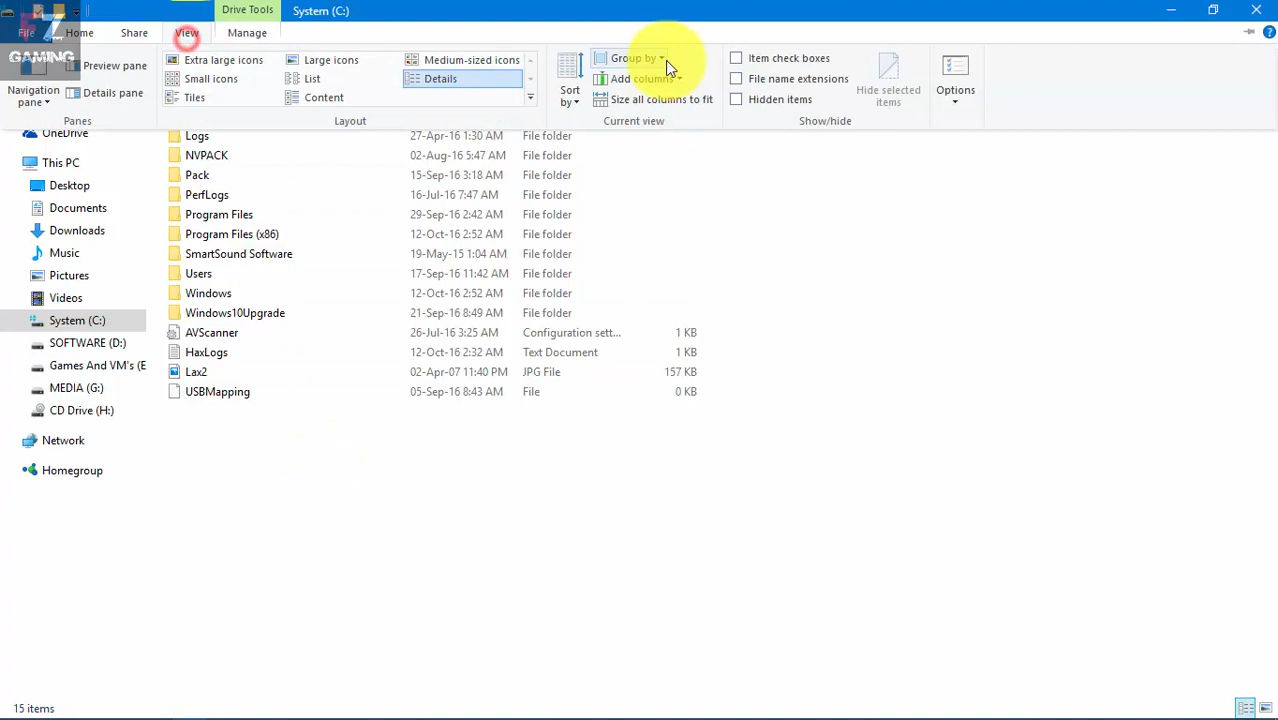 Drive Tools
System (C:)
File
Home
Share
View
Manage
FZ
GAMING
Navigation
pane
Preview pane
Details pane
Panes
Extra large icons
Large icons
Medium-sized icons
Small icons
List
Details
Tiles
Content
Layout
Sort
by
Group by
Add columns
Size all columns to fit
Current view
Item check boxes
File name extensions
Hidden items
Hide selected
items
Show/hide
Options
OneDrive
This PC
Desktop
Documents
Downloads
Music
Pictures
Videos
System (C:)
SOFTWARE (D:)
Games And VM's (E
MEDIA (G:)
CD Drive (H:)
Network
Homegroup
Logs 27-Apr-16 1:30 AM File folder
NVPACK 02-Aug-16 5:47 AM File folder
Pack 15-Sep-16 3:18 AM File folder
PerfLogs 16-Jul-16 7:47 AM File folder
Program Files 29-Sep-16 2:42 AM File folder
Program Files (x86) 12-Oct-16 2:52 AM File folder
SmartSound Software 19-May-15 1:04 AM File folder
Users 17-Sep-16 11:42 AM File folder
Windows 12-Oct-16 2:52 AM File folder
Windows10Upgrade 21-Sep-16 8:49 AM File folder
AVScanner 26-Jul-16 3:25 AM Configuration sett... 1 KB
HaxLogs 12-Oct-16 2:32 AM Text Document 1 KB
Lax2 02-Apr-07 11:40 PM JPG File 157 KB
USBMapping 05-Sep-16 8:43 AM File 0 KB
15 items